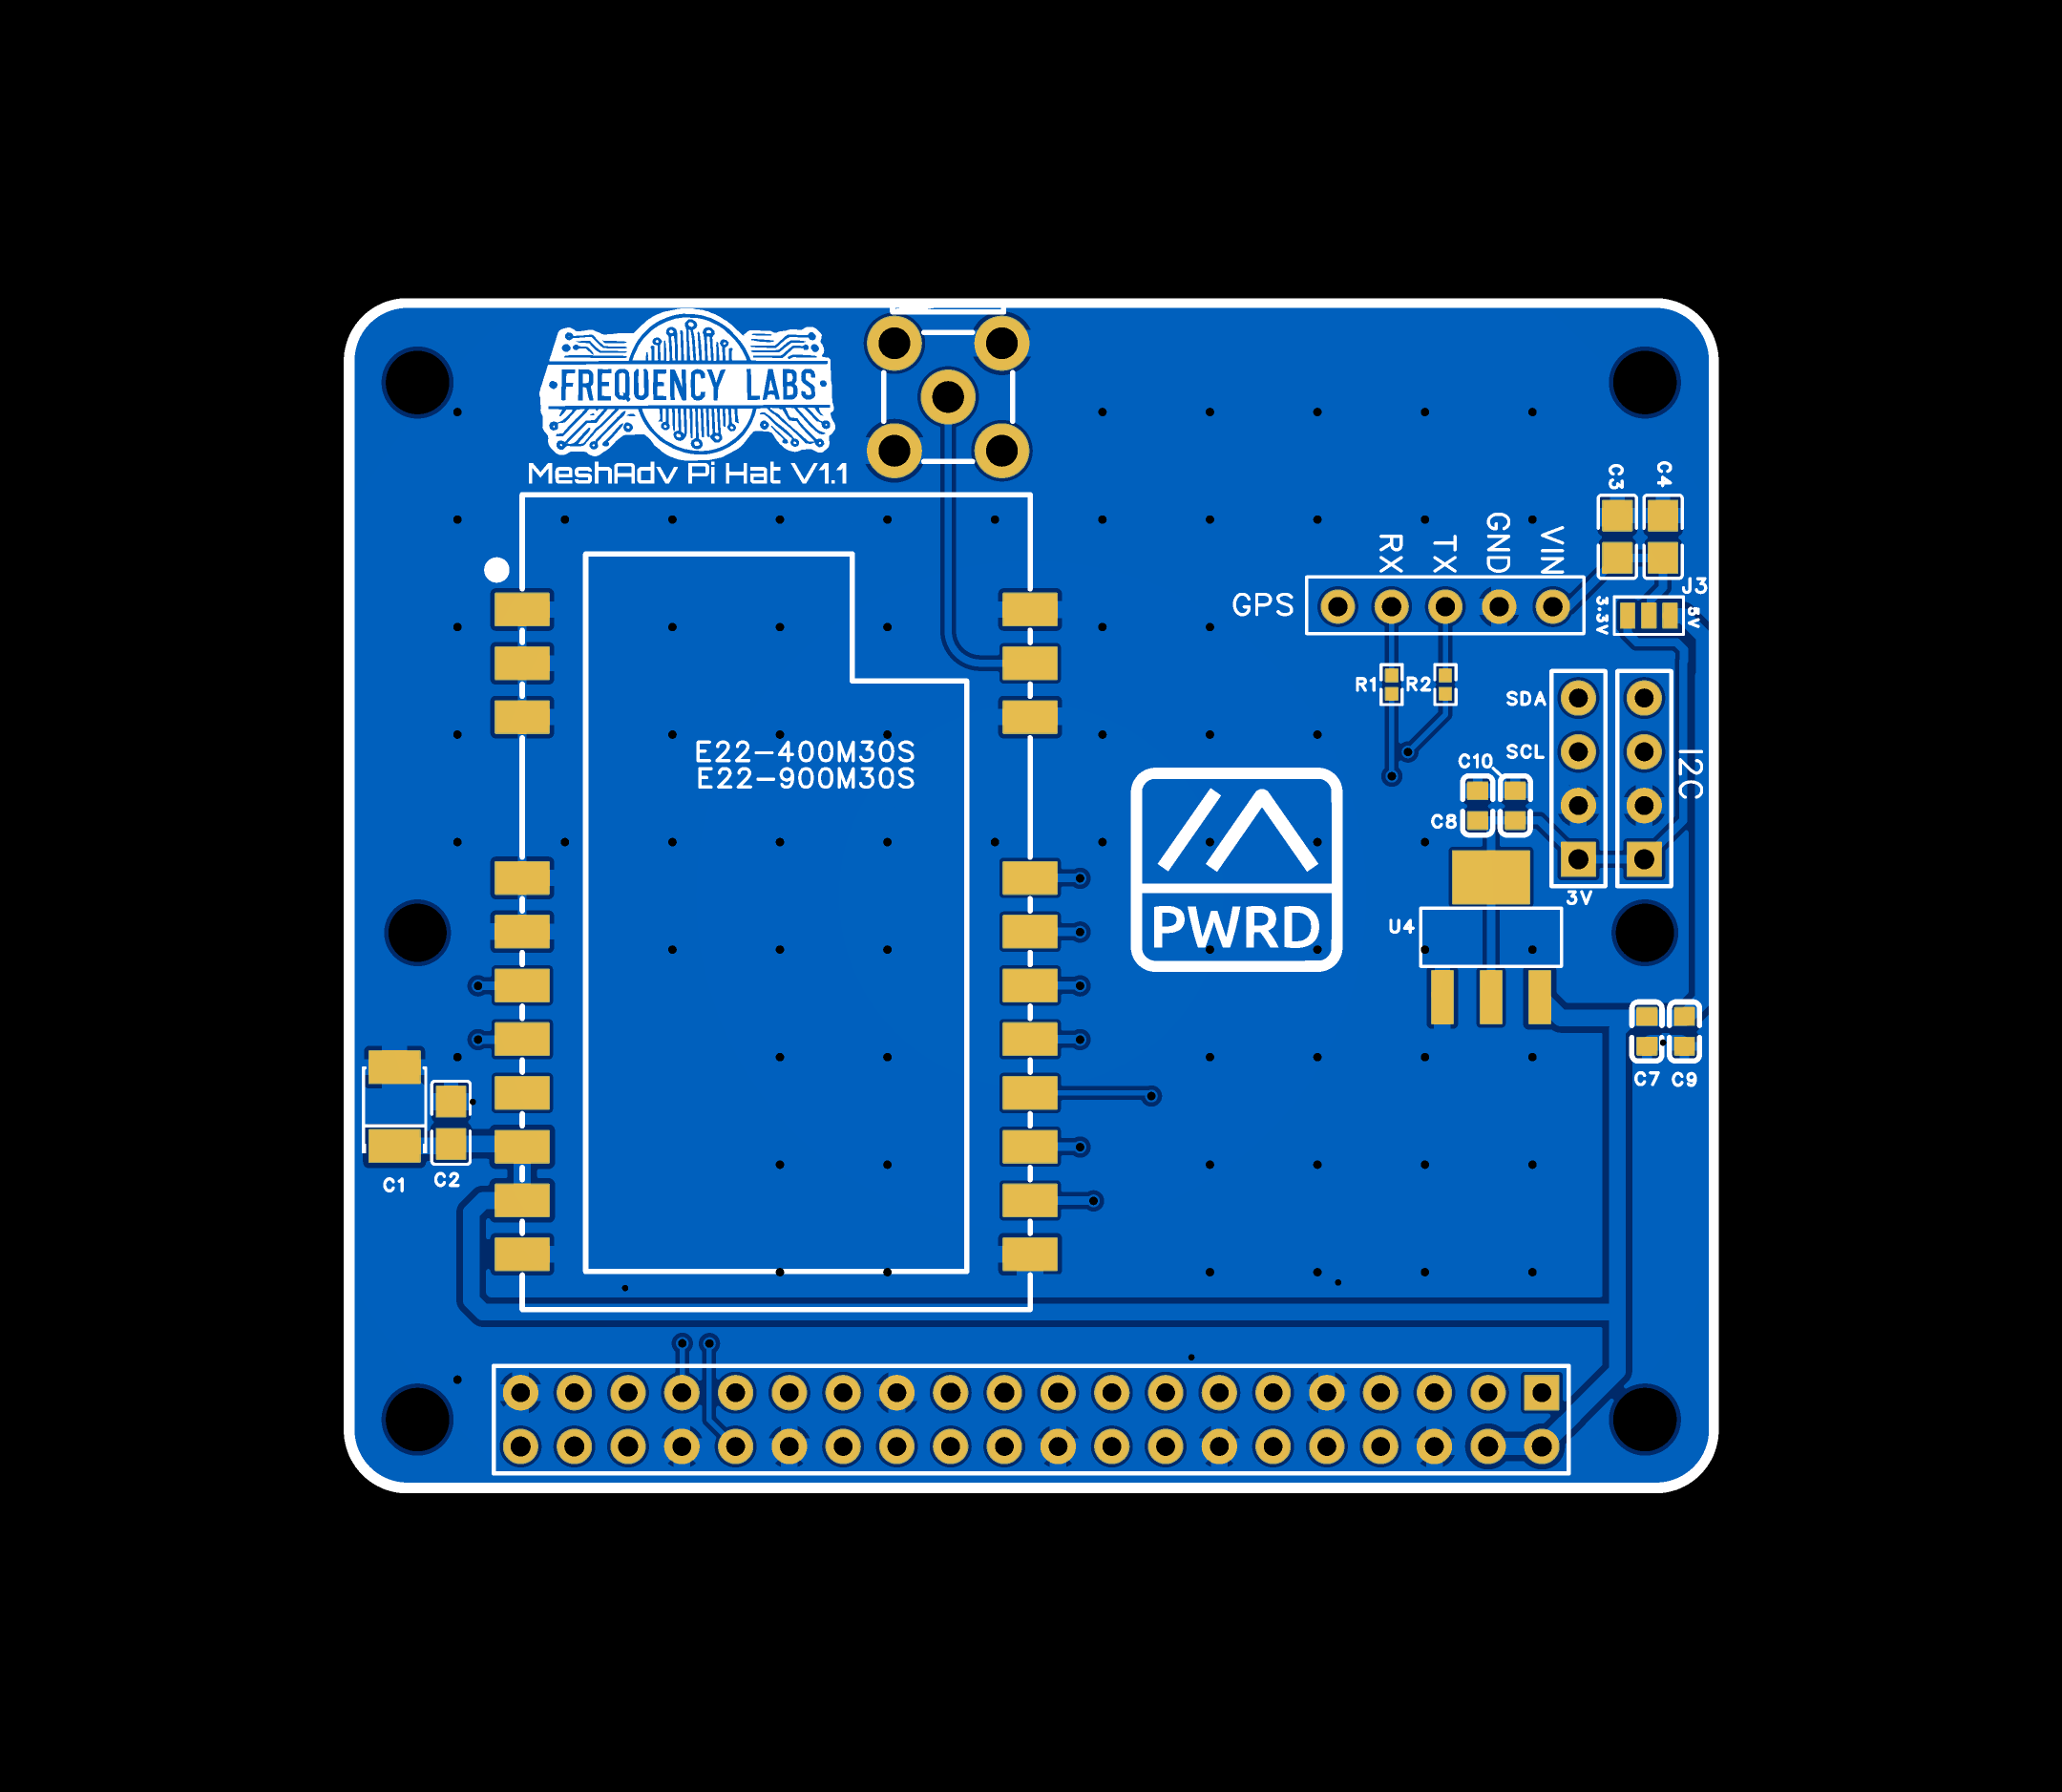 FREQUENCY LABS
MeshAdv Pi Hat V1.1
C3
C4
RX
TX
GND
VIN
GPS
J3
3.3V
5V
R1
R2
SDA
SCL
I2C
E22-400M30S
E22-900M30S
C10
C8
3V
PWRD
U4
C7
C9
C1
C2